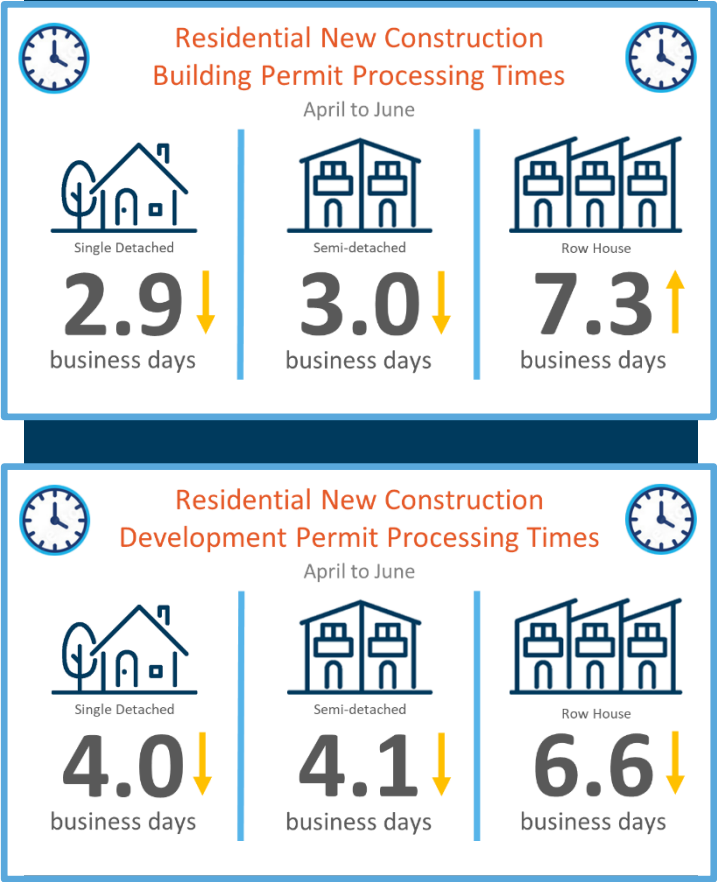 Residential New Construction
Building Permit Processing Times
April to June
Single Detached
Semi-detached
Row House
2.9
3.0
7.3
business days
business days
business days
Residential New Construction
Development Permit Processing Times
April to June
Single Detached
Semi-detached
Row House
4.0
4.1
6.6
business days
business days
business days